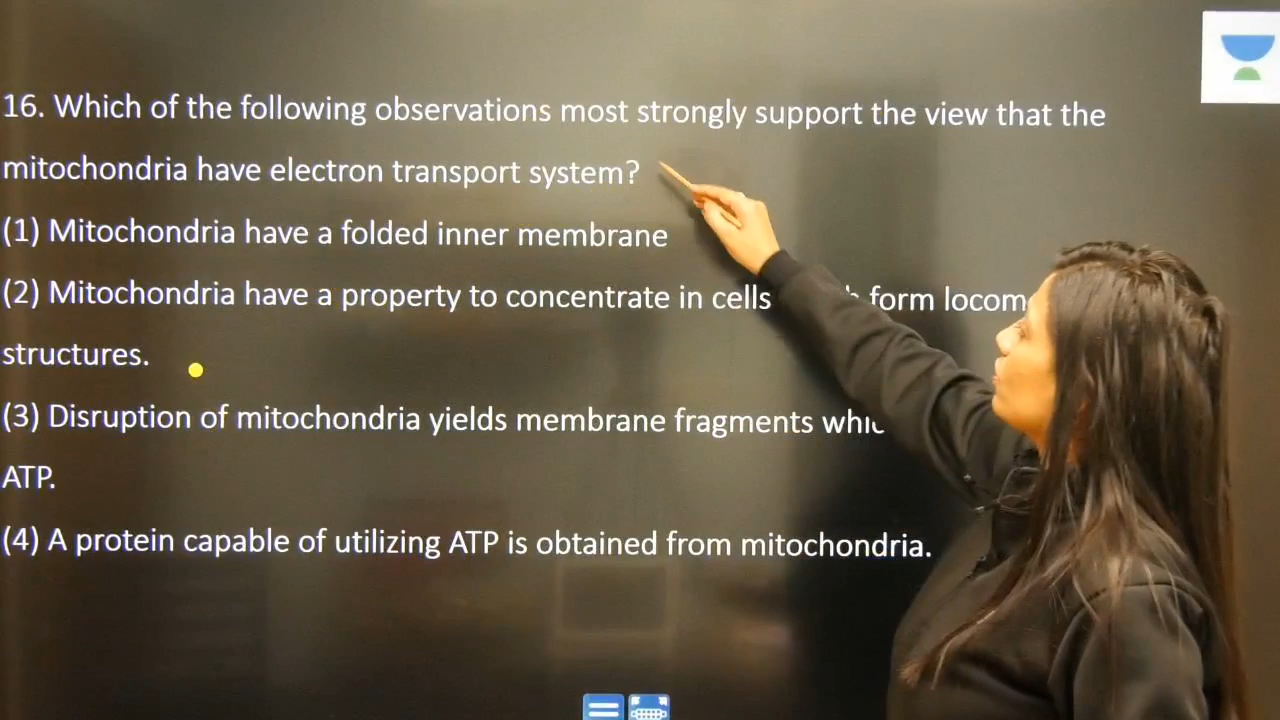 16. Which of the following observations most strongly support the view that the
mitochondria have electron transport system?
(1) Mitochondria have a folded inner membrane
(2) Mitochondria have a property to concentrate in cells form
structures.
(3) Disruption of mitochondria yields membrane fragments
ATP.
(4) A protein capable of utilizing ATP is obtained from mitochondria.